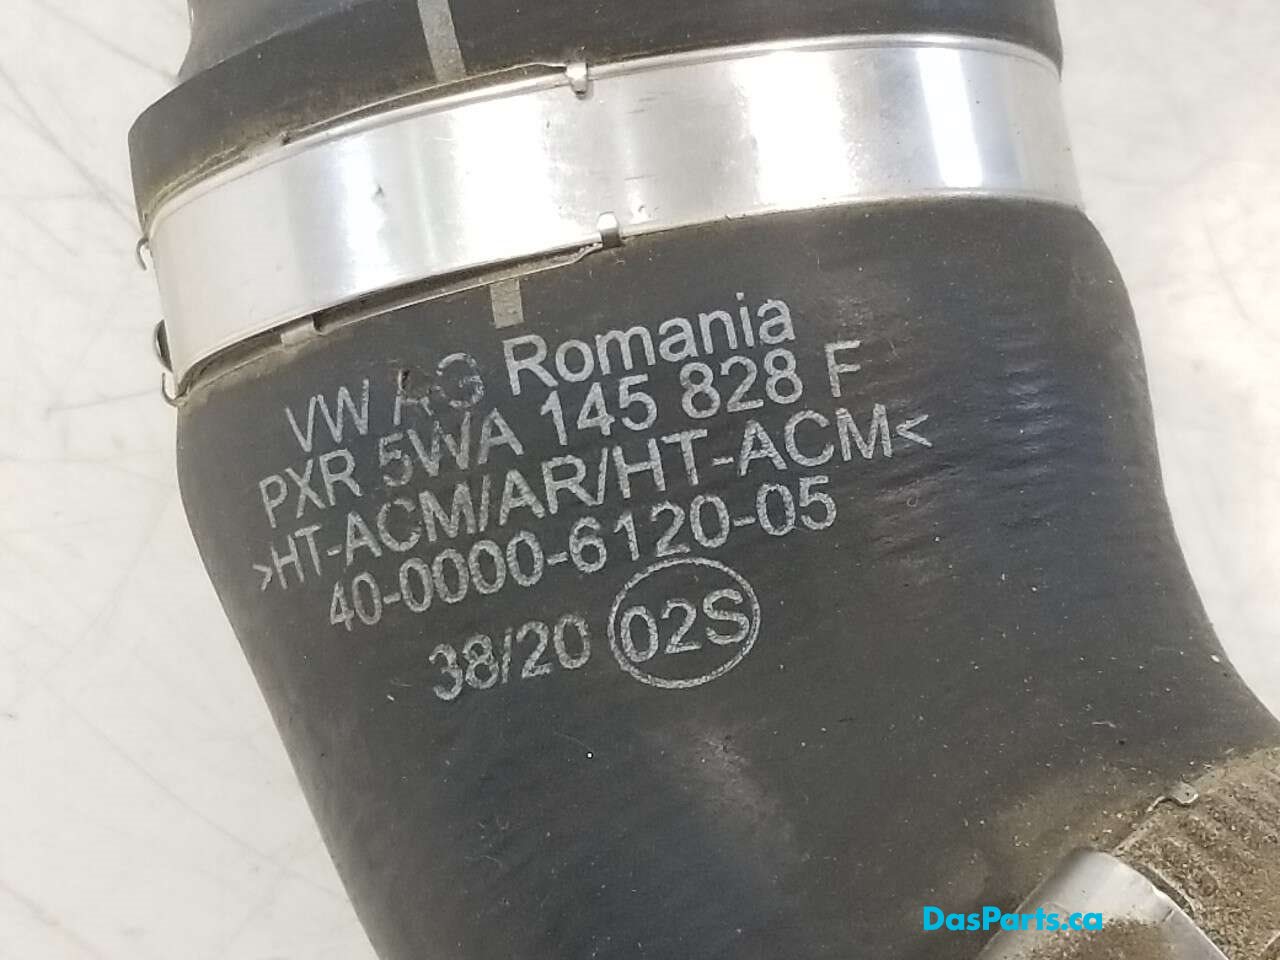 VW AG Romania
PXR 5WA 145 828 F
>HT-ACM/AR/HT-ACM<
40-0000-6120-05
38/20 02S
DasParts.ca